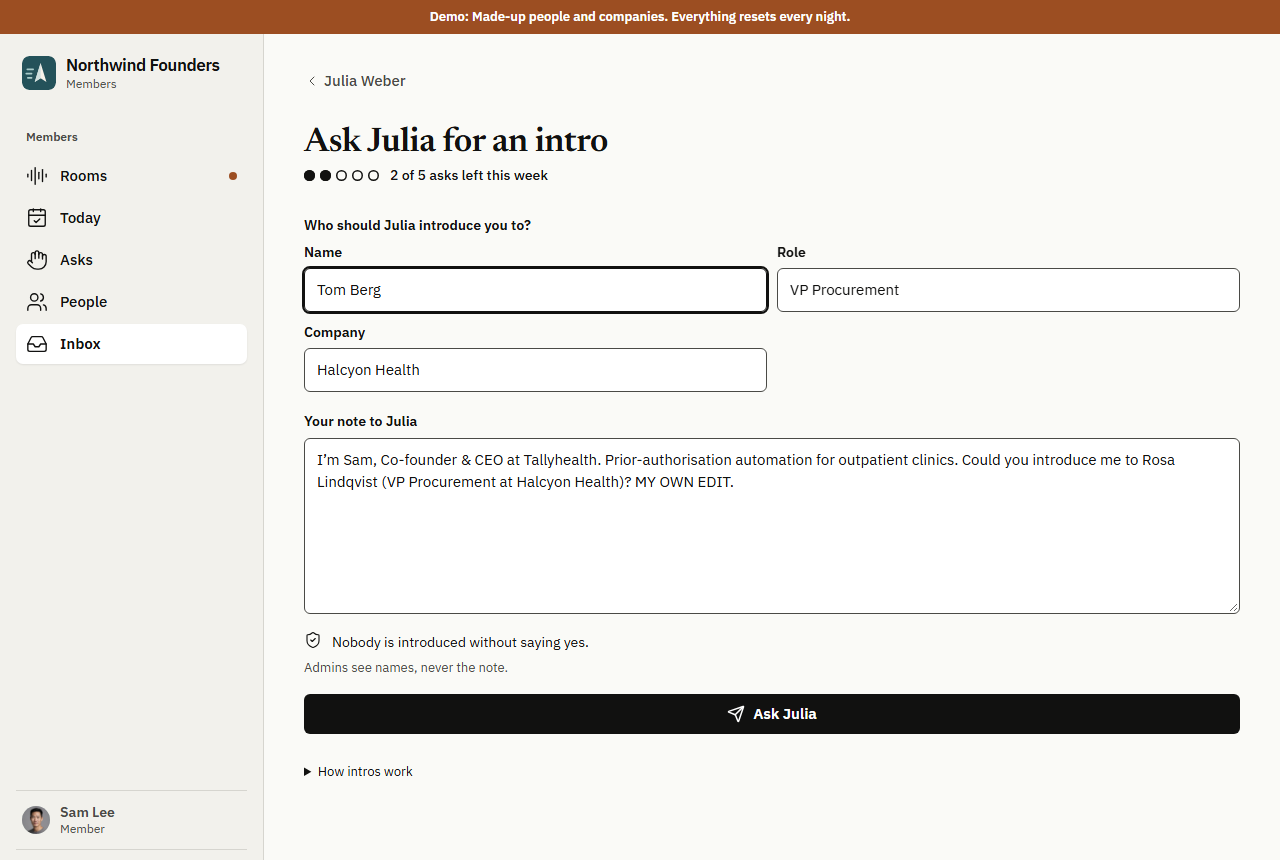 Demo: Made-up people and companies. Everything resets every night.
Northwind Founders
Members
Members
Rooms
Today
Asks
People
Inbox
Sam Lee
Member
Julia Weber
Ask Julia for an intro
2 of 5 asks left this week
Who should Julia introduce you to?
Name
Role
Tom Berg
VP Procurement
Company
Halcyon Health
Your note to Julia
I’m Sam, Co-founder & CEO at Tallyhealth. Prior-authorisation automation for outpatient clinics. Could you introduce me to Rosa
Lindqvist (VP Procurement at Halcyon Health)? MY OWN EDIT.
Nobody is introduced without saying yes.
Admins see names, never the note.
Ask Julia
How intros work